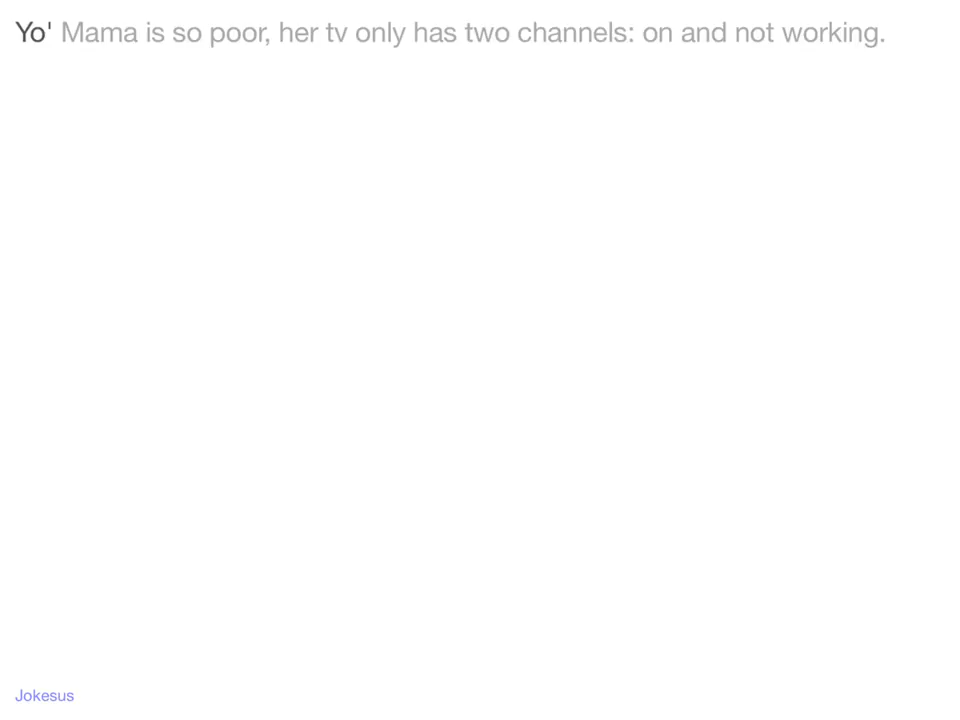 Yo' Mama is so poor, her tv only has two channels: on and not working.
Jokesus